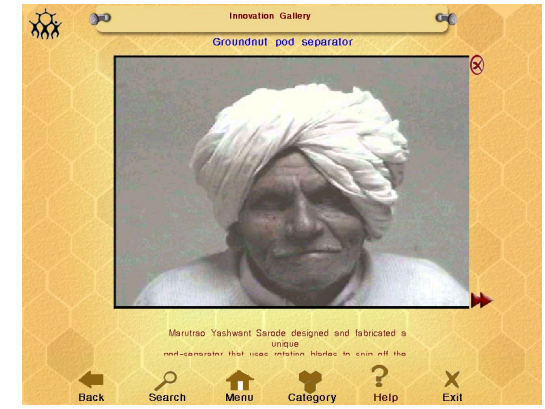 Innovation Gallery
Groundnut pod separator
Marutrao Yashwant Sarode designed and fabricated a
unique
pod-separator that uses rotating blades to spin off the
Back Search Menu Category Help Exit